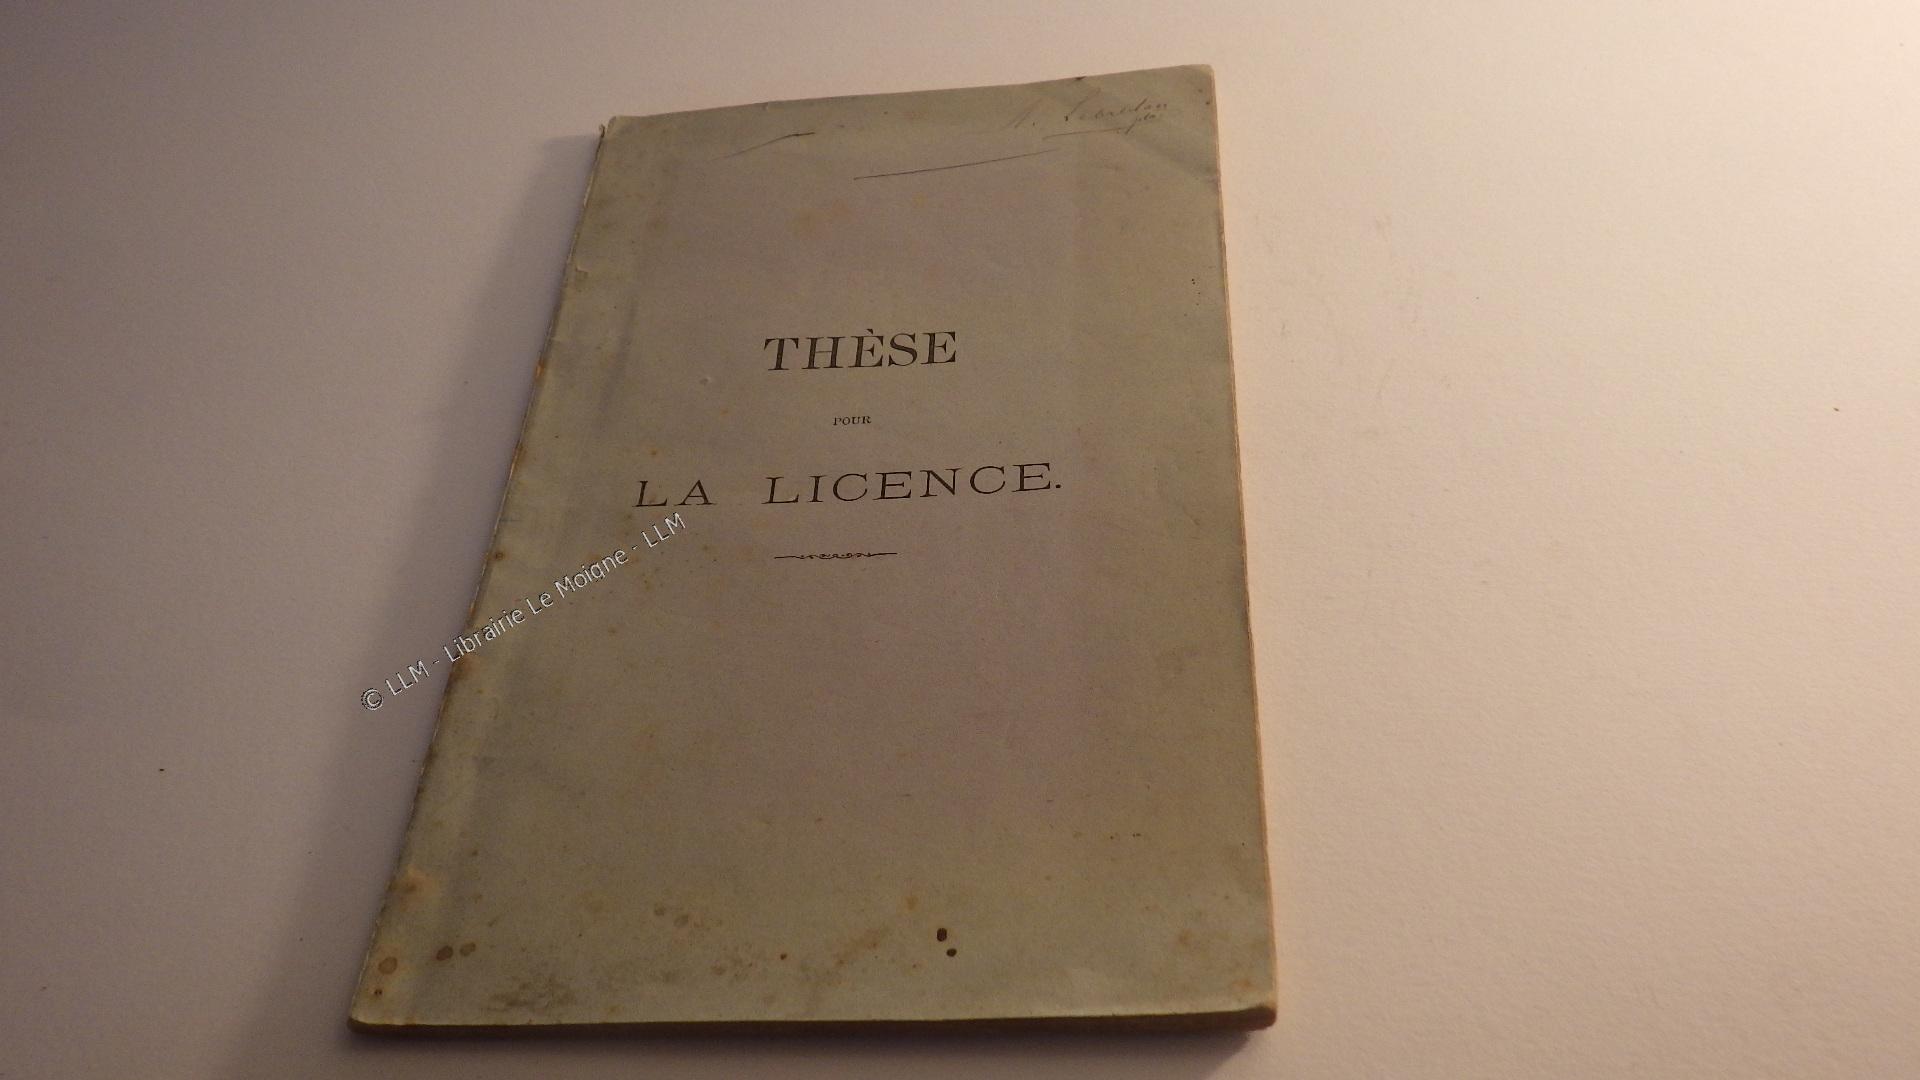 THÈSE
POUR
LA LICENCE.
© LLM - Librairie Le Moigne - LLM